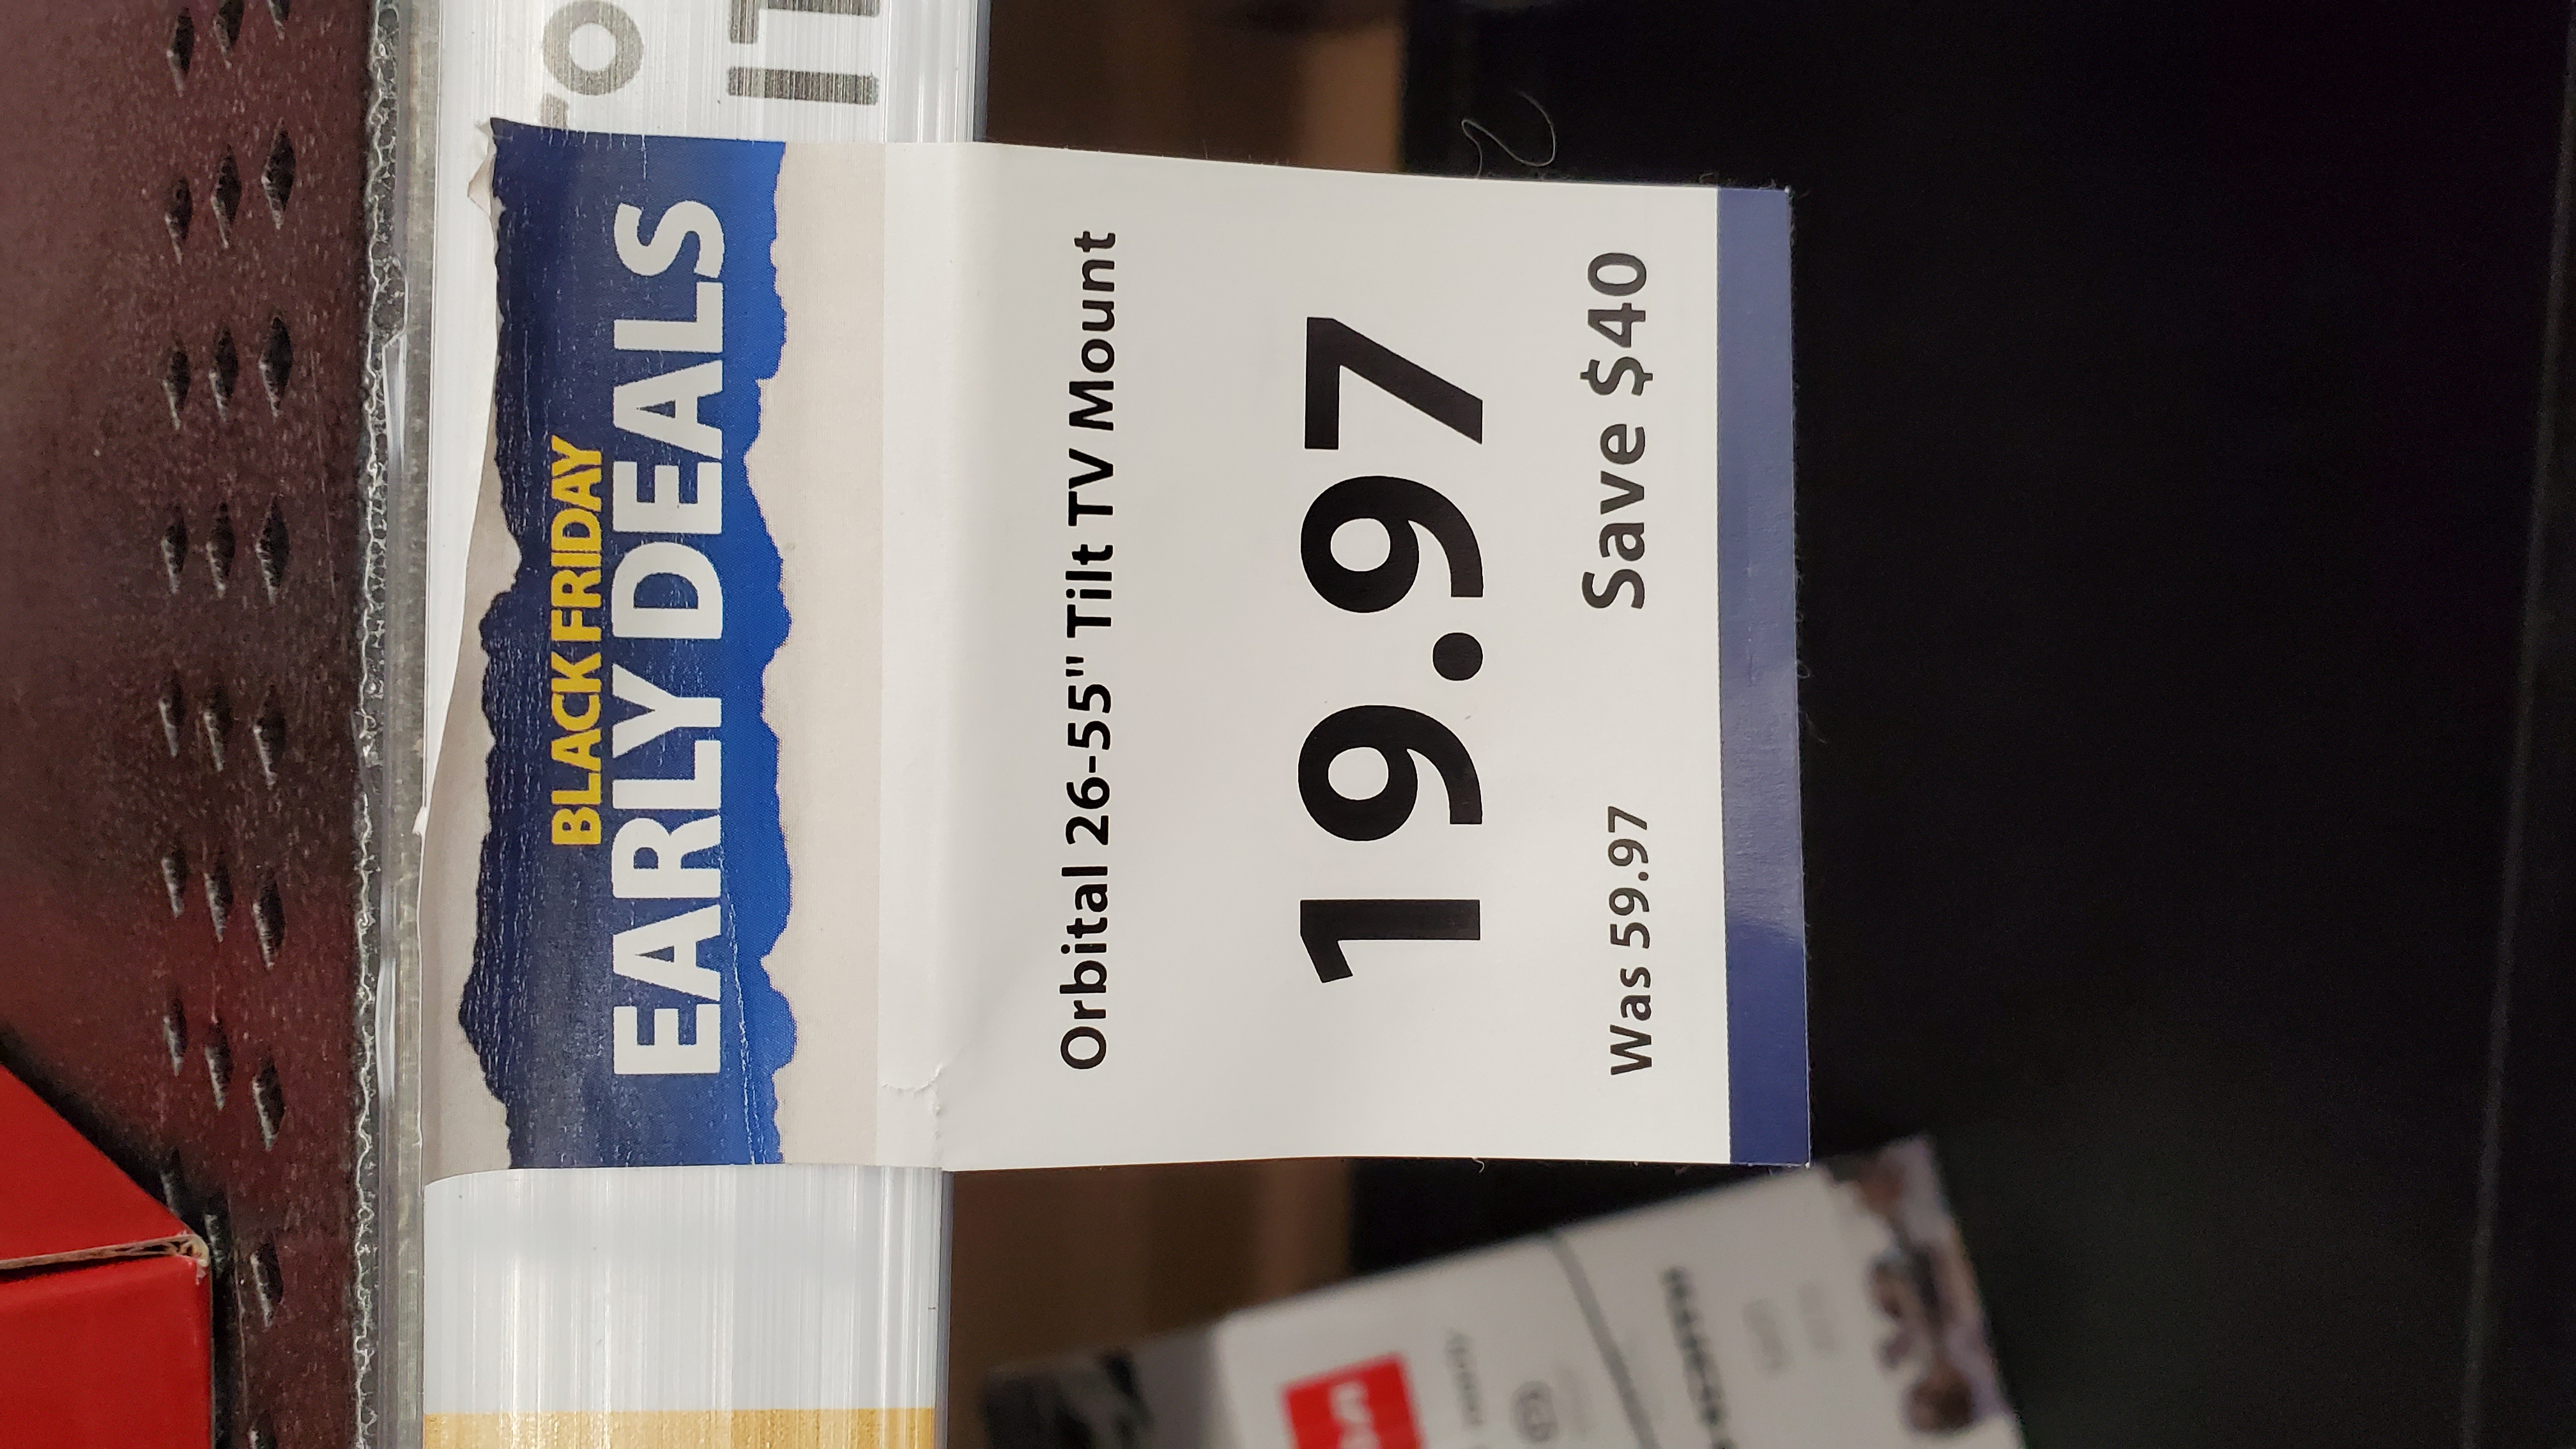 BLACK FRIDAY
EARLY DEALS
Orbital 26-55" Tilt TV Mount
19.97
Was 59.97 Save $40